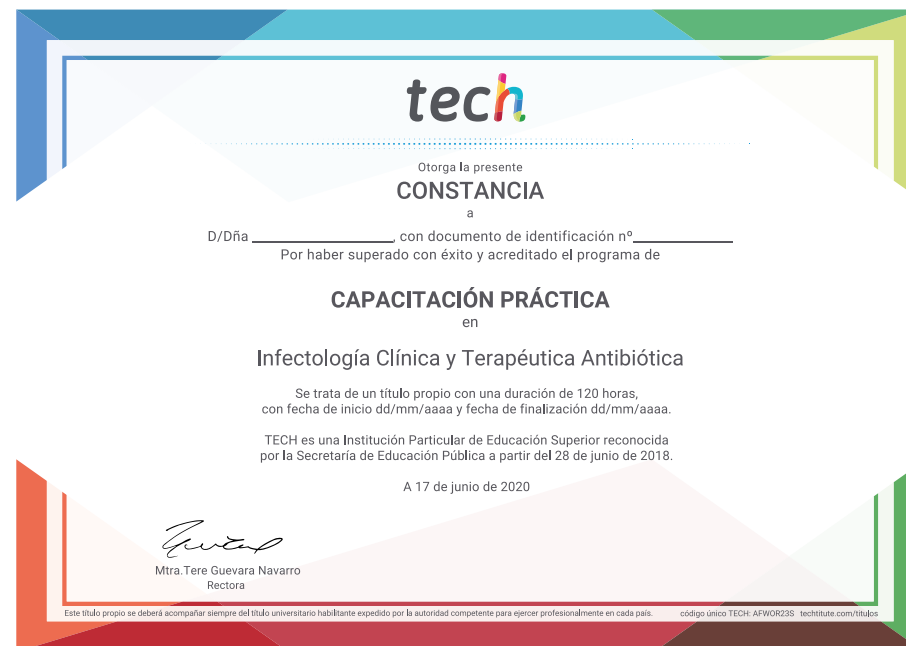 tech
Otorga la presente
CONSTANCIA
a
D/Dña ____________, con documento de identificación nº____________
Por haber superado con éxito y acreditado el programa de
CAPACITACIÓN PRÁCTICA
en
Infectología Clínica y Terapéutica Antibiótica
Se trata de un título propio con una duración de 120 horas,
con fecha de inicio dd/mm/aaaa y fecha de finalización dd/mm/aaaa.
TECH es una Institución Particular de Educación Superior reconocida
por la Secretaría de Educación Pública a partir del 28 de junio de 2018.
A 17 de junio de 2020
Mtra.Tere Guevara Navarro
Rectora
Este título propio se deberá acompañar siempre del título universitario habilitante expedido por la autoridad competente para ejercer profesionalmente en cada país. código único TECH: AFWOR23S techtitute.com/titulos